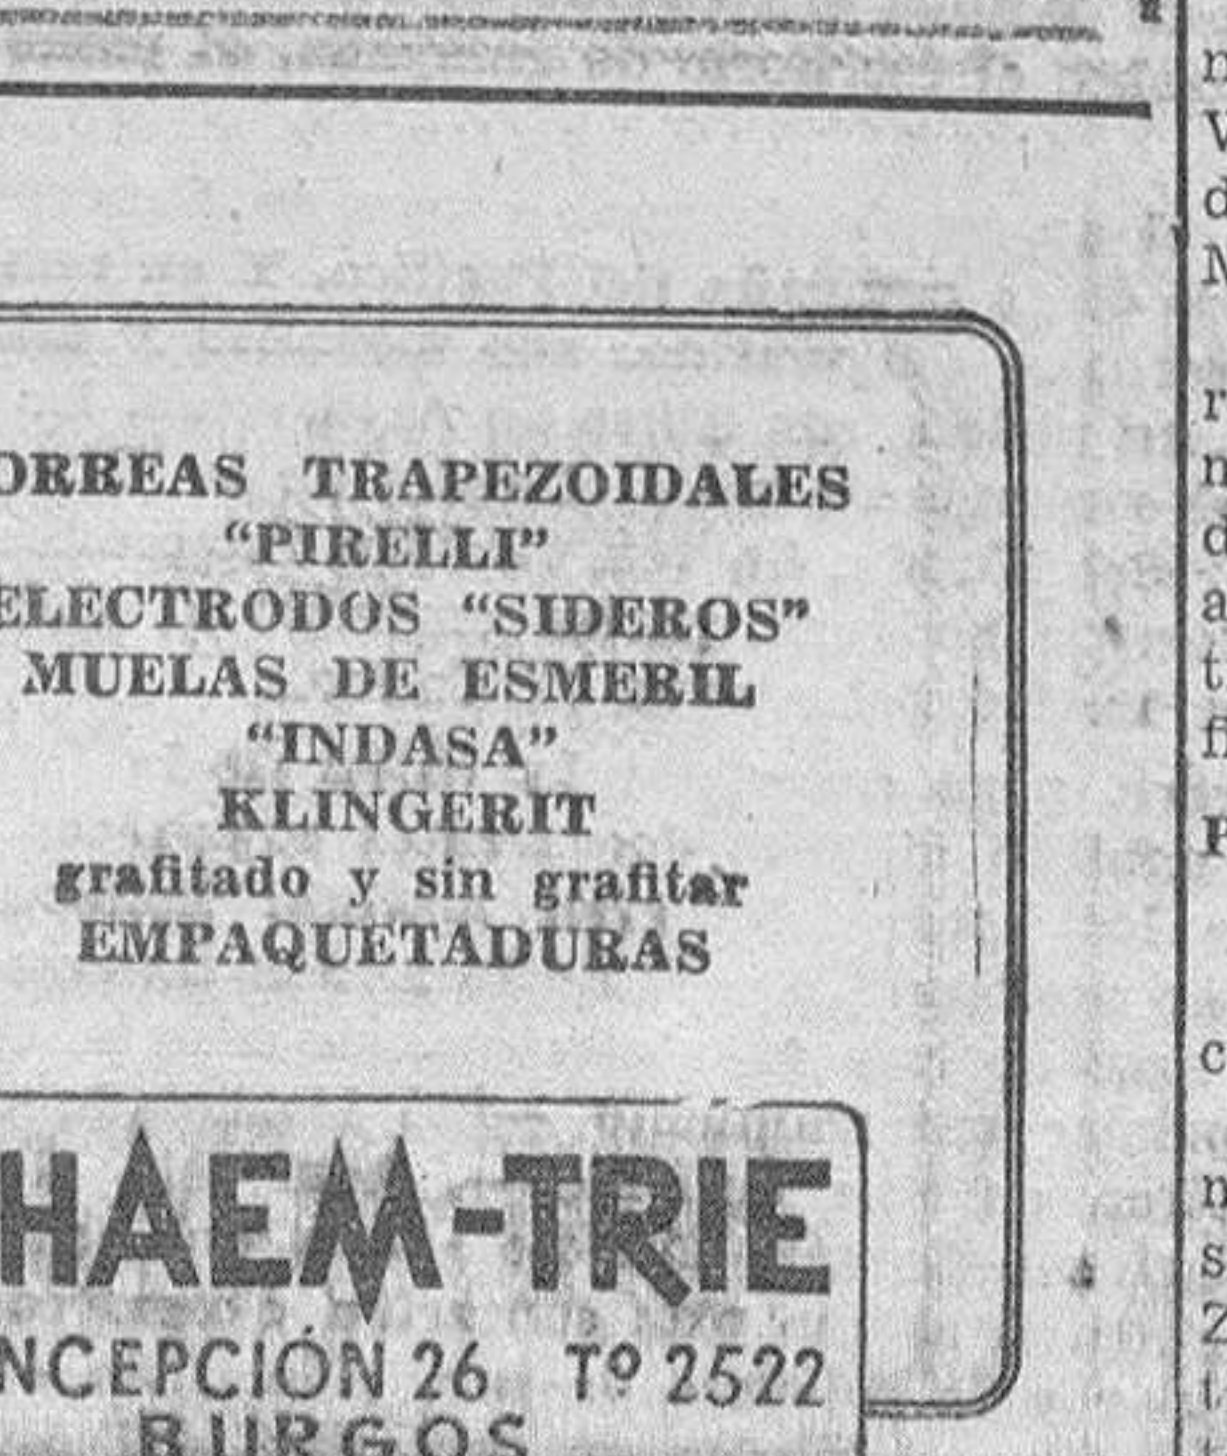 ORREAS TRAPEZOIDALES
“PIRELLI”
ELECTRODOS “SIDEROS”
MUELAS DE ESMERIL
“INDASA”
KLINGERIT
grafitado y sin grafitar
EMPAQUETADURAS
HAEM-TRIE
NCEPCIÓN 26 Tº 2522
BURGOS